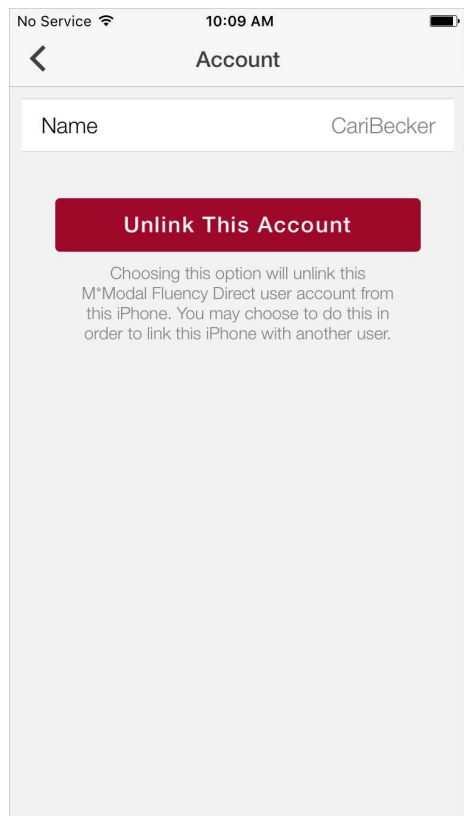 No Service 10:09 AM
Account
Name CariBecker
Unlink This Account
Choosing this option will unlink this
M*Modal Fluency Direct user account from
this iPhone. You may choose to do this in
order to link this iPhone with another user.